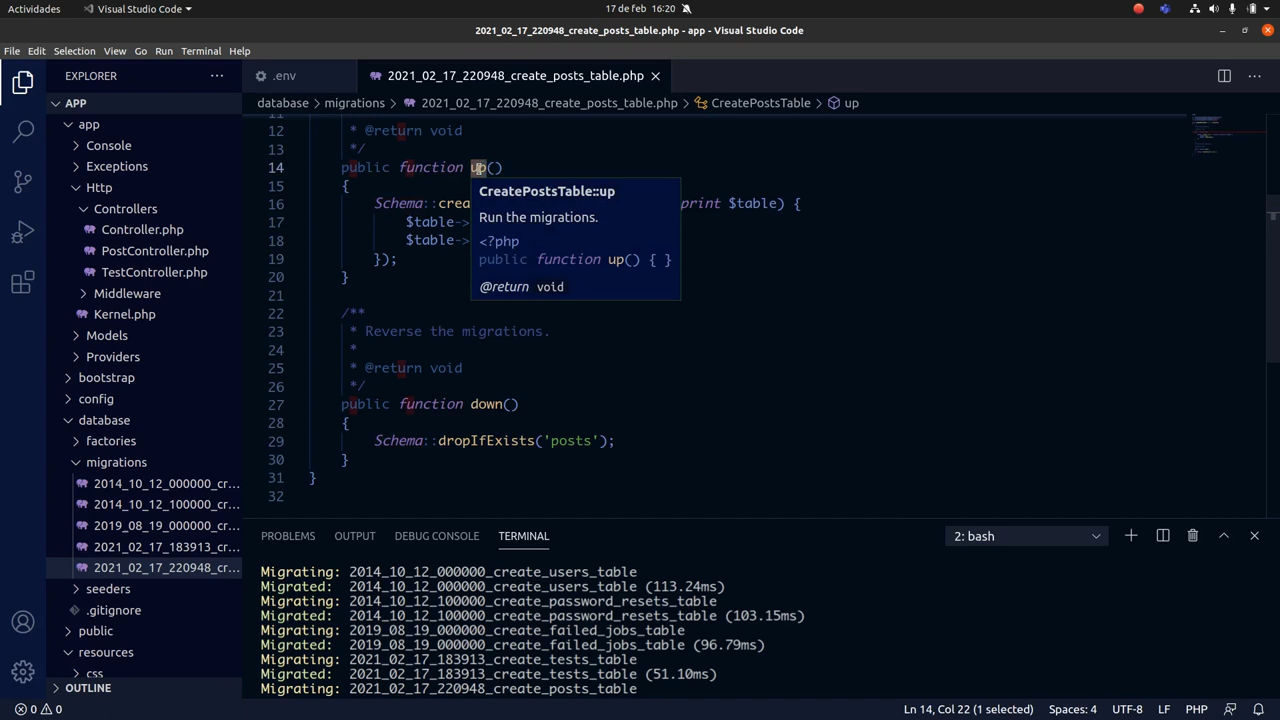 Actividades
Visual Studio Code
17 de feb 16:20
2021_02_17_220948_create_posts_table.php - app - Visual Studio Code
File Edit Selection View Go Run Terminal Help
EXPLORER
APP
app
Console
Exceptions
Http
Controllers
Controller.php
PostController.php
TestController.php
Middleware
Kernel.php
Models
Providers
bootstrap
config
database
factories
migrations
2014_10_12_000000_cr...
2014_10_12_100000_cr...
2019_08_19_000000_cr...
2021_02_17_183913_cr...
2021_02_17_220948_cr...
seeders
.gitignore
public
resources
css
OUTLINE
.env
2021_02_17_220948_create_posts_table.php
database > migrations > 2021_02_17_220948_create_posts_table.php > CreatePostsTable > up
11
12 * @return void
13 */
14 public function up()
15 {
16 Schema::crea print $table) {
17 $table->
18 $table->
19 });
20 }
21
22 /**
23 * Reverse the migrations.
24 *
25 * @return void
26 */
27 public function down()
28 {
29 Schema::dropIfExists('posts');
30 }
31 }
32
CreatePostsTable::up
Run the migrations.
<?php
public function up() { }
@return void
PROBLEMS OUTPUT DEBUG CONSOLE TERMINAL
2: bash
Migrating: 2014_10_12_000000_create_users_table
Migrated: 2014_10_12_000000_create_users_table (113.24ms)
Migrating: 2014_10_12_100000_create_password_resets_table
Migrated: 2014_10_12_100000_create_password_resets_table (103.15ms)
Migrating: 2019_08_19_000000_create_failed_jobs_table
Migrated: 2019_08_19_000000_create_failed_jobs_table (96.79ms)
Migrating: 2021_02_17_183913_create_tests_table
Migrated: 2021_02_17_183913_create_tests_table (51.10ms)
Migrating: 2021_02_17_220948_create_posts_table
0 0
Ln 14, Col 22 (1 selected) Spaces: 4 UTF-8 LF PHP